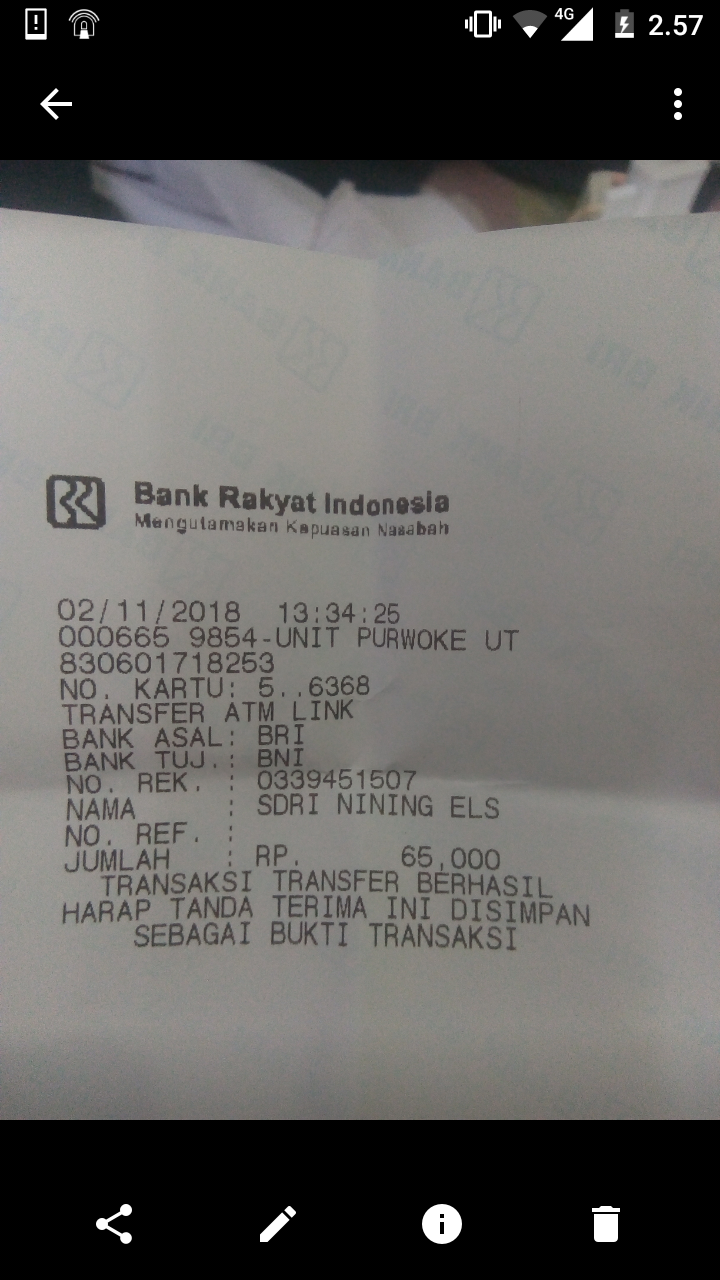 4G 2.57
BANK BRI
Bank Rakyat Indonesia
Mengutamakan Kepuasan Nasabah
02/11/2018 13:34:25
000665 9854-UNIT PURWOKE UT
830601718253
NO. KARTU: 5..6368
TRANSFER ATM LINK
BANK ASAL: BRI
BANK TUJ.: BNI
NO. REK. : 0339451507
NAMA : SDRI NINING ELS
NO. REF. :
JUMLAH : RP. 65,000
TRANSAKSI TRANSFER BERHASIL
HARAP TANDA TERIMA INI DISIMPAN
SEBAGAI BUKTI TRANSAKSI